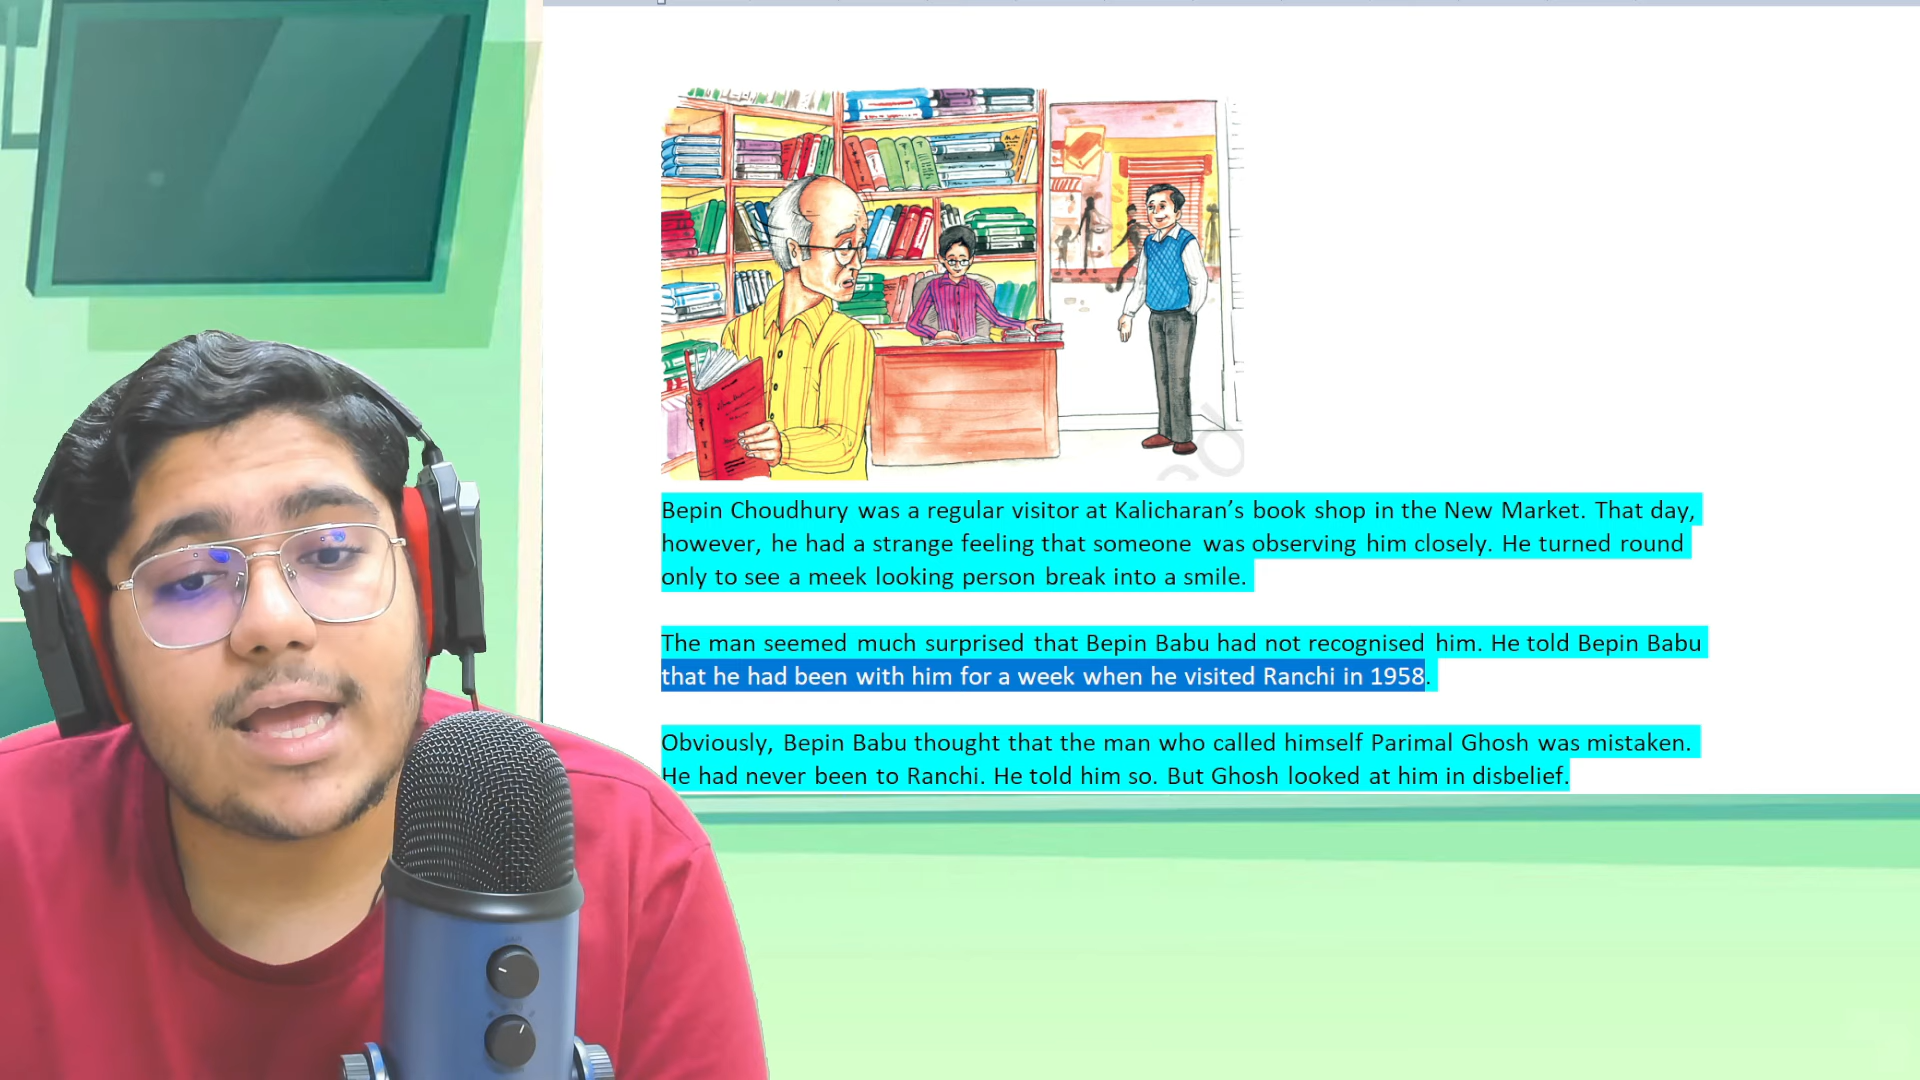 Bepin Choudhury was a regular visitor at Kalicharan’s book shop in the New Market. That day,
however, he had a strange feeling that someone was observing him closely. He turned round
only to see a meek looking person break into a smile.
The man seemed much surprised that Bepin Babu had not recognised him. He told Bepin Babu
that he had been with him for a week when he visited Ranchi in 1958.
Obviously, Bepin Babu thought that the man who called himself Parimal Ghosh was mistaken.
He had never been to Ranchi. He told him so. But Ghosh looked at him in disbelief.